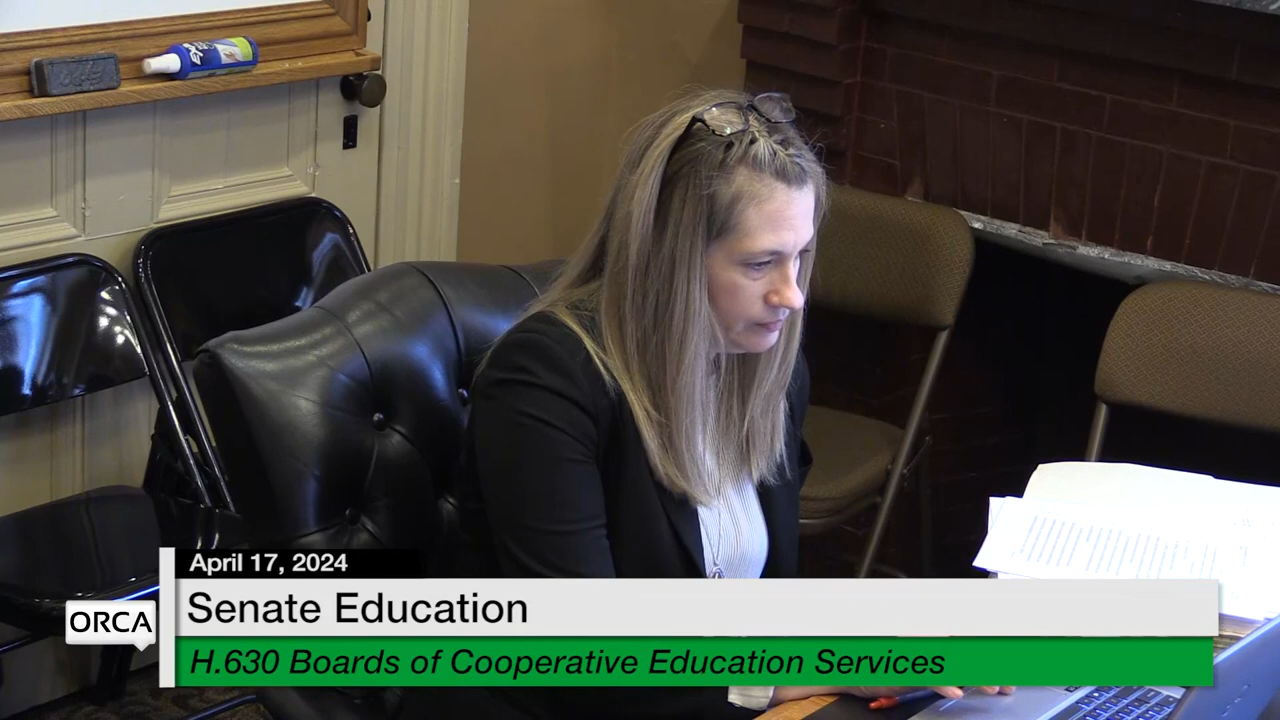 April 17, 2024
Senate Education
ORCA
H.630 Boards of Cooperative Education Services